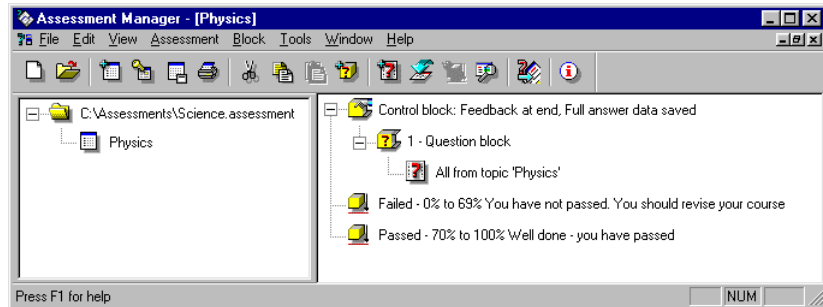 Assessment Manager - [Physics]
File Edit View Assessment Block Tools Window Help
C:\Assessments\Science.assessment
Physics
Control block: Feedback at end, Full answer data saved
1 - Question block
All from topic 'Physics'
Failed - 0% to 69% You have not passed. You should revise your course
Passed - 70% to 100% Well done - you have passed
Press F1 for help
NUM